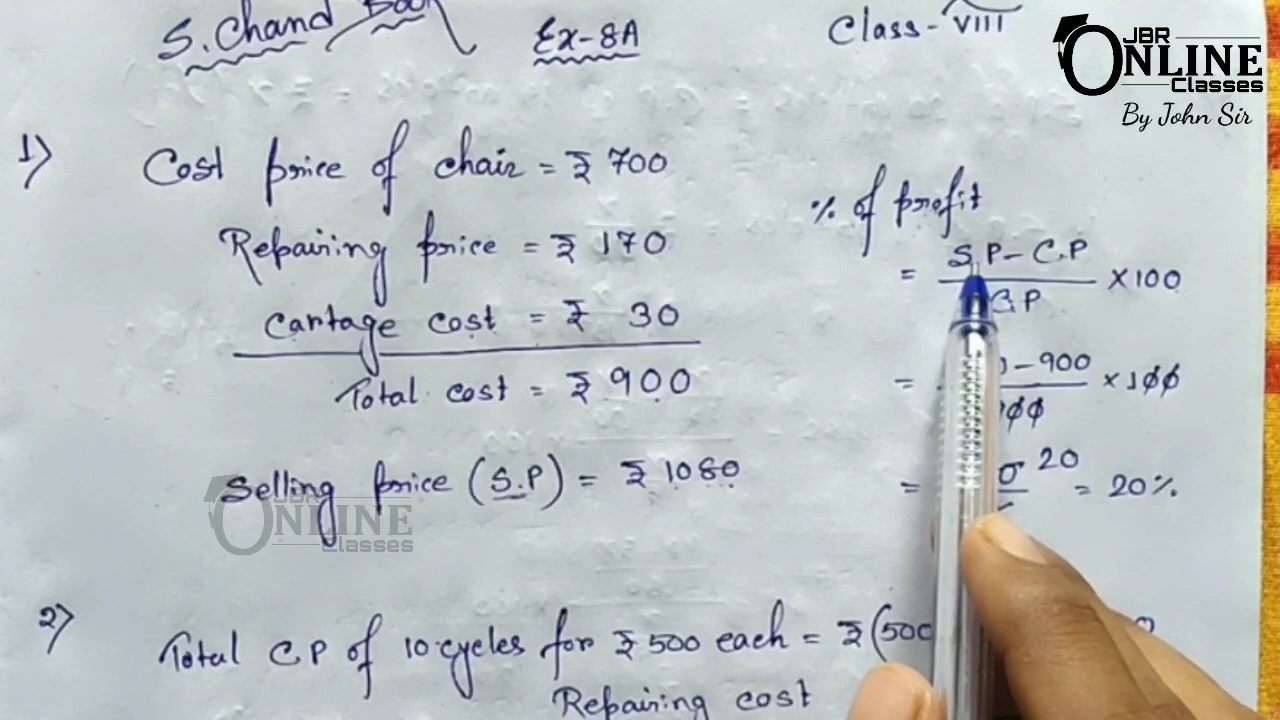 S. Chand Book Ex-8A Class-VIII
JBR
ONLINE
Classes
By John Sir
1) Cost price of chair = ₹ 700
Repairing price = ₹ 170
Cartage cost = ₹ 30
Total cost = ₹ 900
Selling price (S.P) = ₹ 1080
% of profit
= S.P - C.P / C.P × 100
- 900 / × 100
= 20 = 20%
JBR
ONLINE
Classes
2) Total C.P of 10 cycles for ₹ 500 each = ₹ (500
Repairing cost